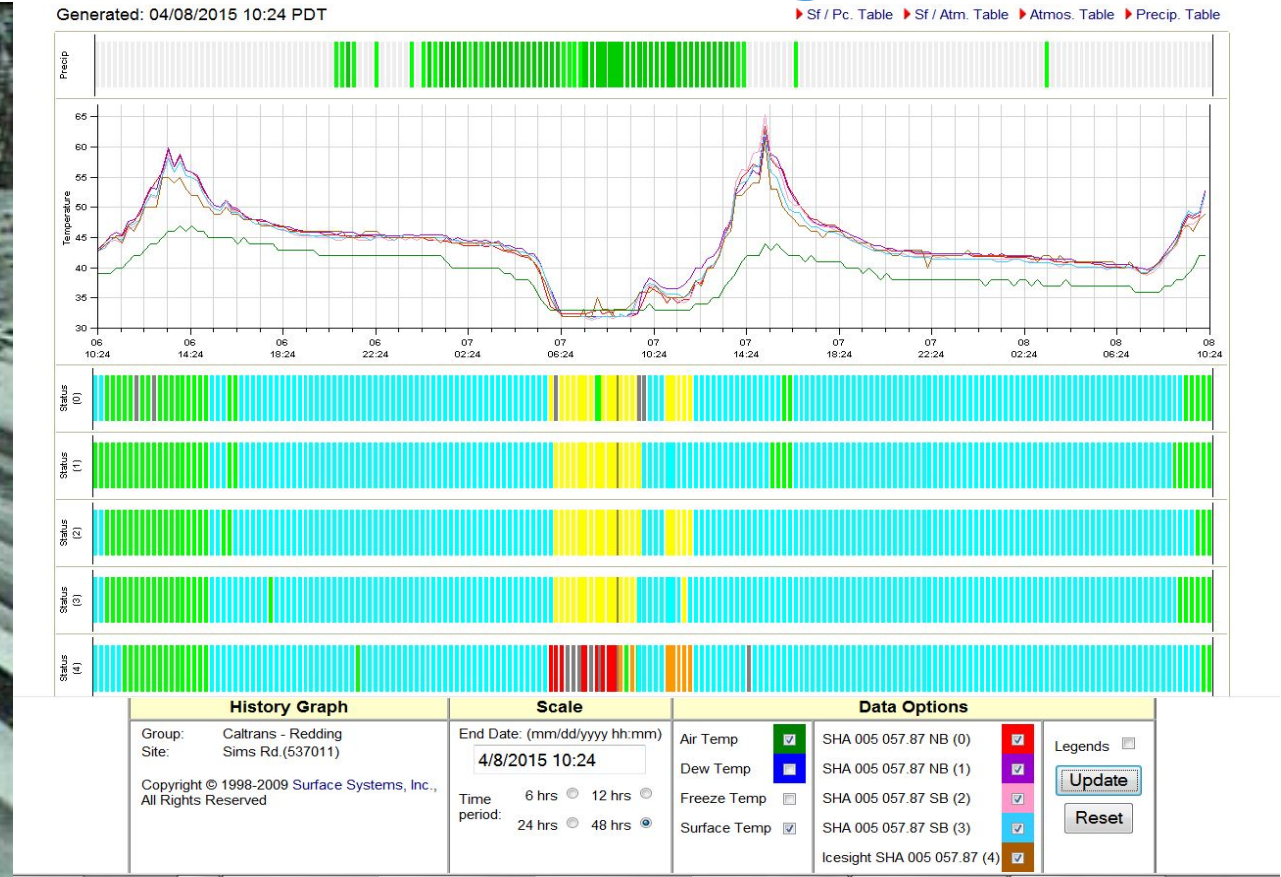 Generated: 04/08/2015 10:24 PDT
Sf / Pc. Table Sf / Atm. Table Atmos. Table Precip. Table
Precip
Temperature
65
60
55
50
45
40
35
30
06 06 06 06 07 07 07 07 07 07 08 08 08
10:24 14:24 18:24 22:24 02:24 06:24 10:24 14:24 18:24 22:24 02:24 06:24 10:24
Status (0)
Status (1)
Status (2)
Status (3)
Status (4)
History Graph
Group: Caltrans - Redding
Site: Sims Rd.(537011)
Copyright © 1998-2009 Surface Systems, Inc.,
All Rights Reserved
Scale
End Date: (mm/dd/yyyy hh:mm)
4/8/2015 10:24
Time period:
6 hrs 12 hrs
24 hrs 48 hrs
Data Options
Air Temp
Dew Temp
Freeze Temp
Surface Temp
SHA 005 057.87 NB (0)
SHA 005 057.87 NB (1)
SHA 005 057.87 SB (2)
SHA 005 057.87 SB (3)
Icesight SHA 005 057.87 (4)
Legends
Update
Reset